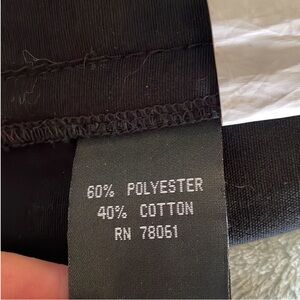 60% POLYESTER
40% COTTON
RN 78061